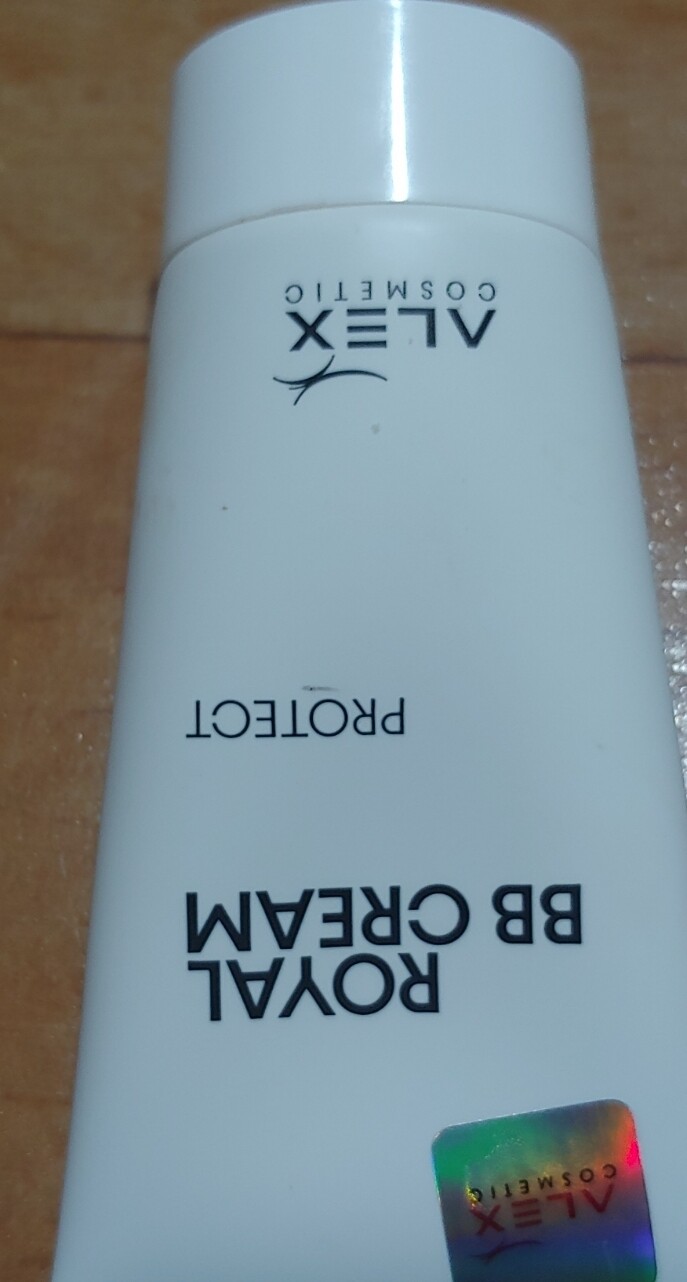 ALEX
COSMETIC
ROYAL
BB CREAM
PROTECT
ALEX
COSMETIC